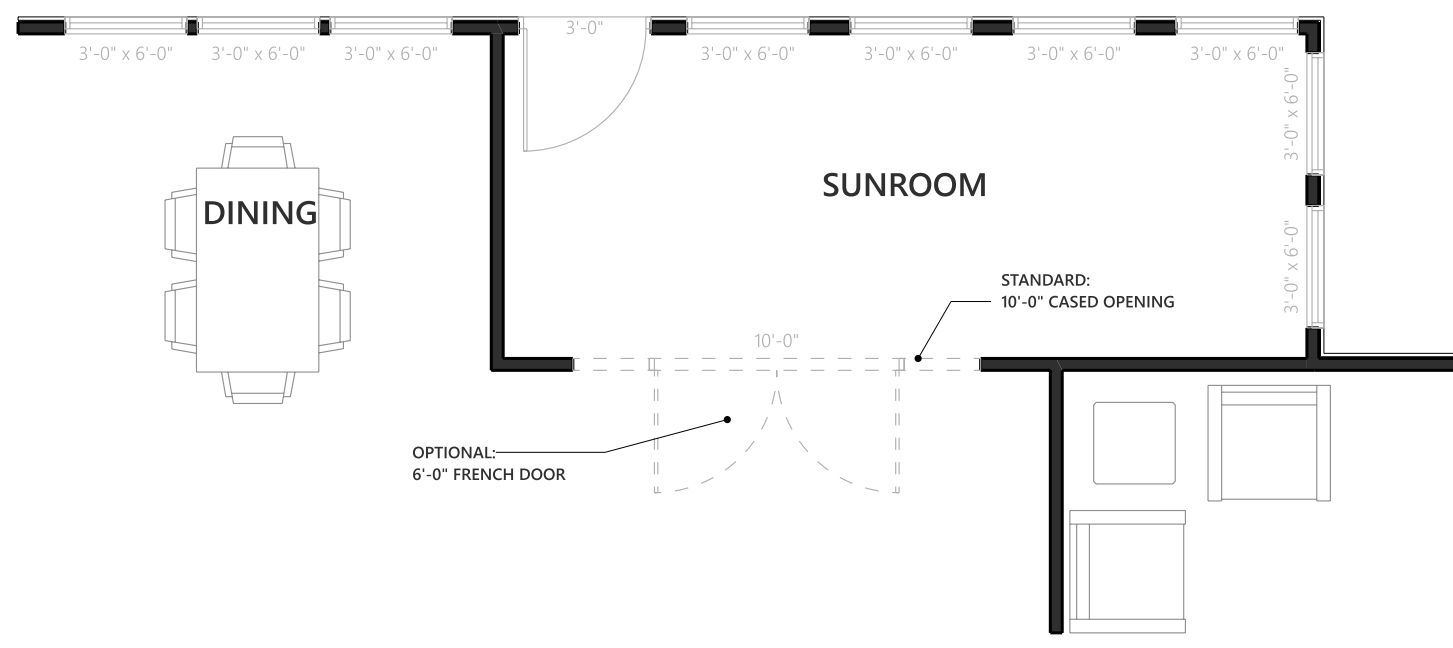 3'-0"
3'-0" x 6'-0" 3'-0" x 6'-0" 3'-0" x 6'-0" 3'-0" x 6'-0" 3'-0" x 6'-0" 3'-0" x 6'-0" 3'-0" x 6'-0"
3'-0" x 6'-0"
SUNROOM
DINING
3'-0" x 6'-0"
STANDARD:
10'-0" CASED OPENING
10'-0"
OPTIONAL:
6'-0" FRENCH DOOR